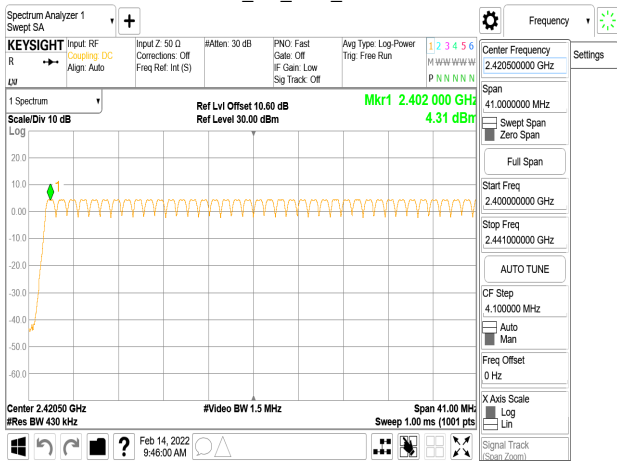 Spectrum Analyzer 1
Swept SA
Frequency
KEYSIGHT
R
LXI
Input: RF
Coupling: DC
Align: Auto
Input Z: 50 Ω
Corrections: Off
Freq Ref: Int (S)
#Atten: 30 dB
PNO: Fast
Gate: Off
IF Gain: Low
Sig Track: Off
Avg Type: Log-Power
Trig: Free Run
1 2 3 4 5 6
M W W W W W
P N N N N N
Center Frequency
2.420500000 GHz
Settings
Span
41.0000000 MHz
Swept Span
Zero Span
Full Span
Start Freq
2.400000000 GHz
Stop Freq
2.441000000 GHz
AUTO TUNE
CF Step
4.100000 MHz
Auto
Man
Freq Offset
0 Hz
X Axis Scale
Log
Lin
Signal Track
(Span Zoom)
1 Spectrum
Scale/Div 10 dB
Ref Lvl Offset 10.60 dB
Ref Level 30.00 dBm
Mkr1 2.402 000 GHz
4.31 dBm
Log
20.0
10.0
1
0.00
-10.0
-20.0
-30.0
-40.0
-50.0
-60.0
Center 2.42050 GHz
#Video BW 1.5 MHz
Span 41.00 MHz
#Res BW 430 kHz
Sweep 1.00 ms (1001 pts
Feb 14, 2022
9:46:00 AM